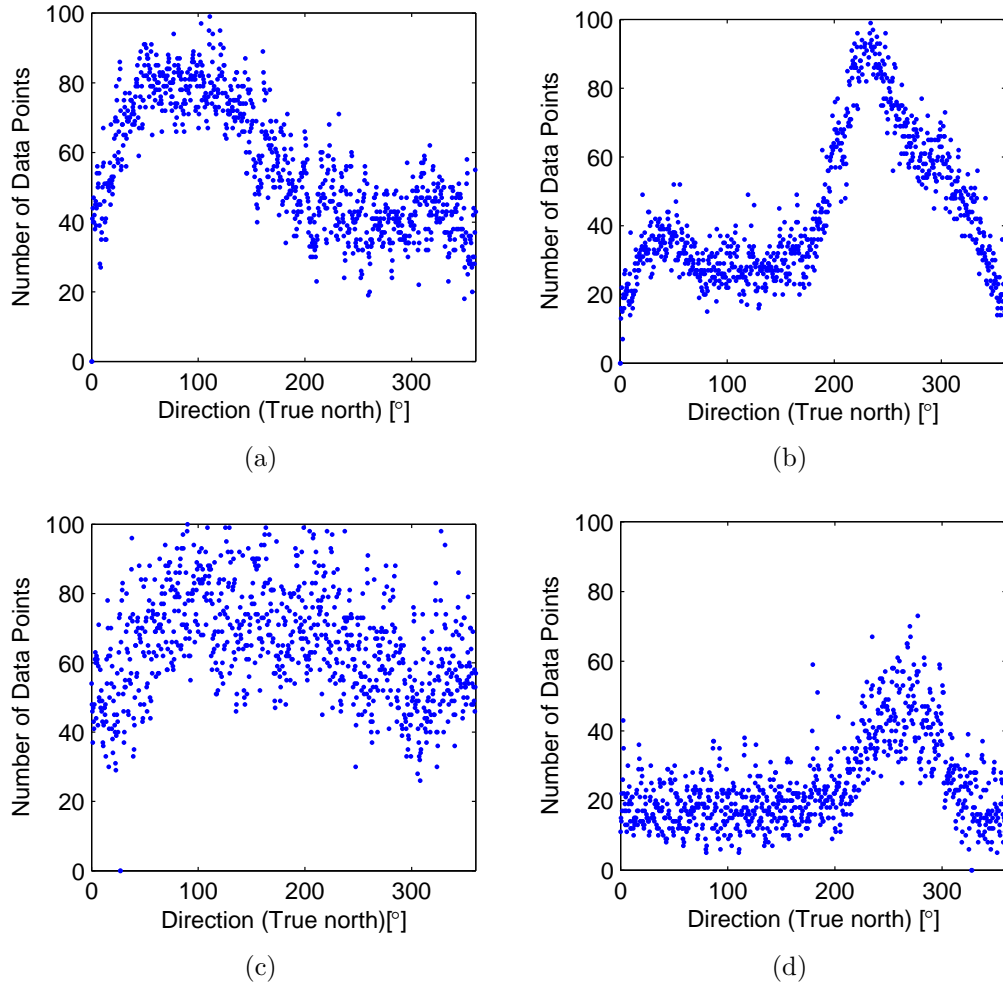 100
80
60
40
20
0
Number of Data Points
0 100 200 300
Direction (True north) [°]
(a)
100
80
60
40
20
0
Number of Data Points
0 100 200 300
Direction (True north) [°]
(b)
100
80
60
40
20
0
Number of Data Points
0 100 200 300
Direction (True north)[°]
(c)
100
80
60
40
20
0
Number of Data Points
0 100 200 300
Direction (True north) [°]
(d)